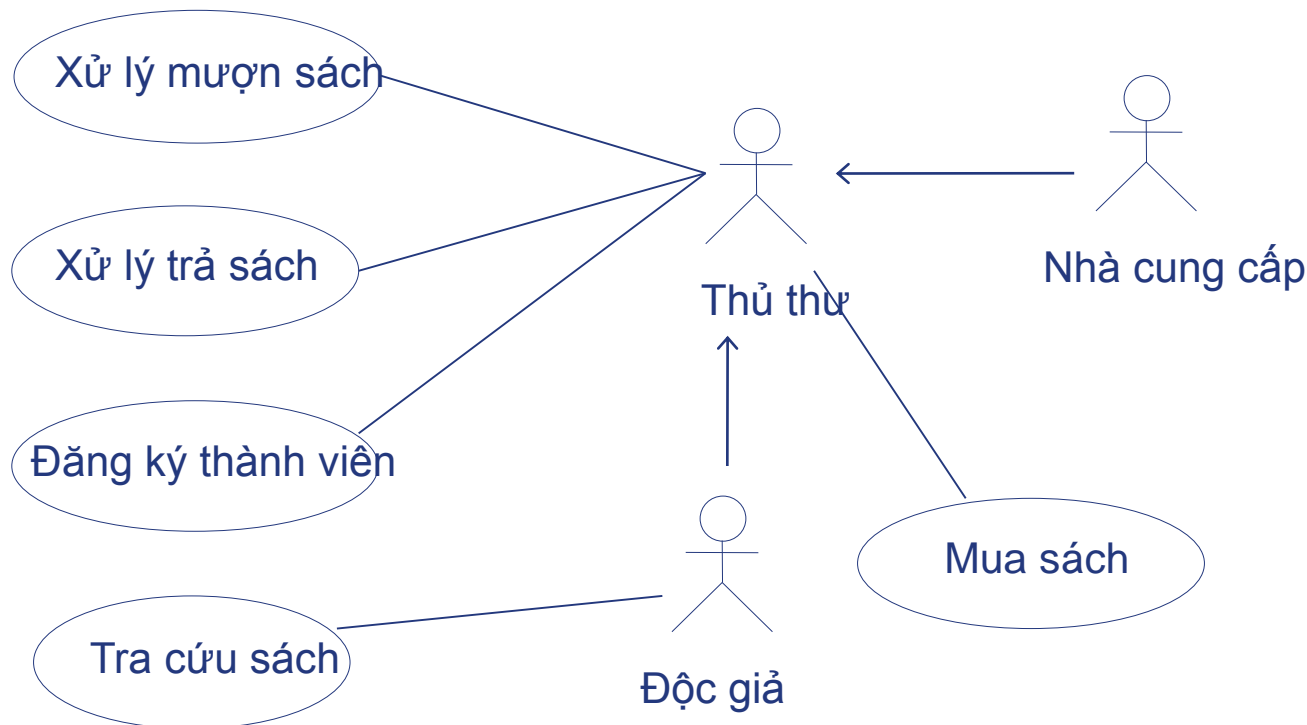 Xử lý mượn sách
Xử lý trả sách
Thủ thư
Nhà cung cấp
Đăng ký thành viên
Mua sách
Tra cứu sách
Độc giả